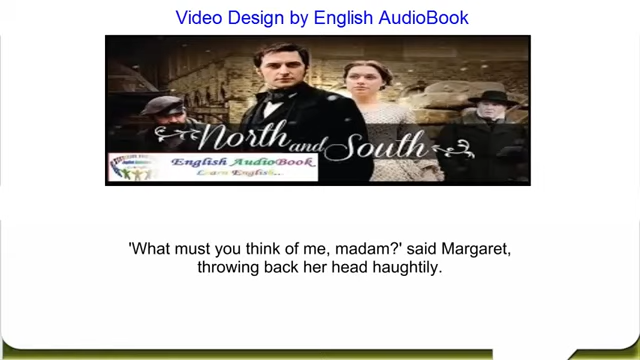 Video Design by English AudioBook
North and South
English AudioBook
Learn English...
'What must you think of me, madam?' said Margaret,
throwing back her head haughtily.